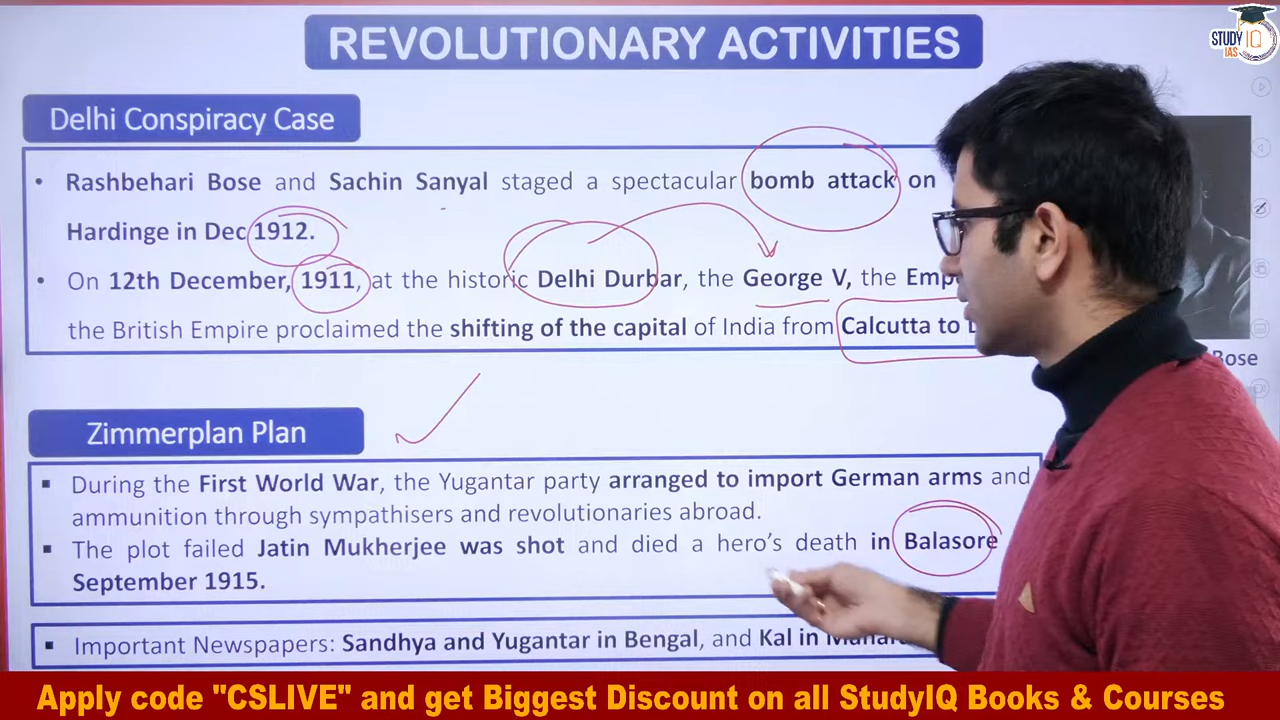 REVOLUTIONARY ACTIVITIES
STUDY IQ
IAS
Delhi Conspiracy Case
• Rashbehari Bose and Sachin Sanyal staged a spectacular bomb attack on
Hardinge in Dec 1912.
• On 12th December, 1911, at the historic Delhi Durbar, the George V, the
the British Empire proclaimed the shifting of the capital of India from Calcutta to
Bose
Zimmerplan Plan
▪ During the First World War, the Yugantar party arranged to import German arms and
ammunition through sympathisers and revolutionaries abroad.
▪ The plot failed Jatin Mukherjee was shot and died a hero's death in Balasore
September 1915.
▪ Important Newspapers: Sandhya and Yugantar in Bengal, and Kal in
Apply code "CSLIVE" and get Biggest Discount on all StudyIQ Books & Courses